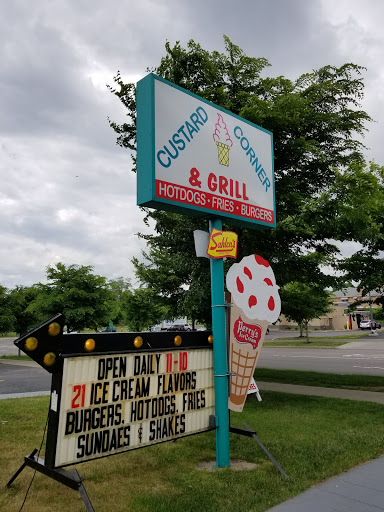 CUSTARD CORNER
& GRILL
HOTDOGS • FRIES • BURGERS
Sahlen's
Perry's
OPEN DAILY 11-10
21 ICE CREAM FLAVORS
BURGERS, HOTDOGS, FRIES
SUNDAES & SHAKES